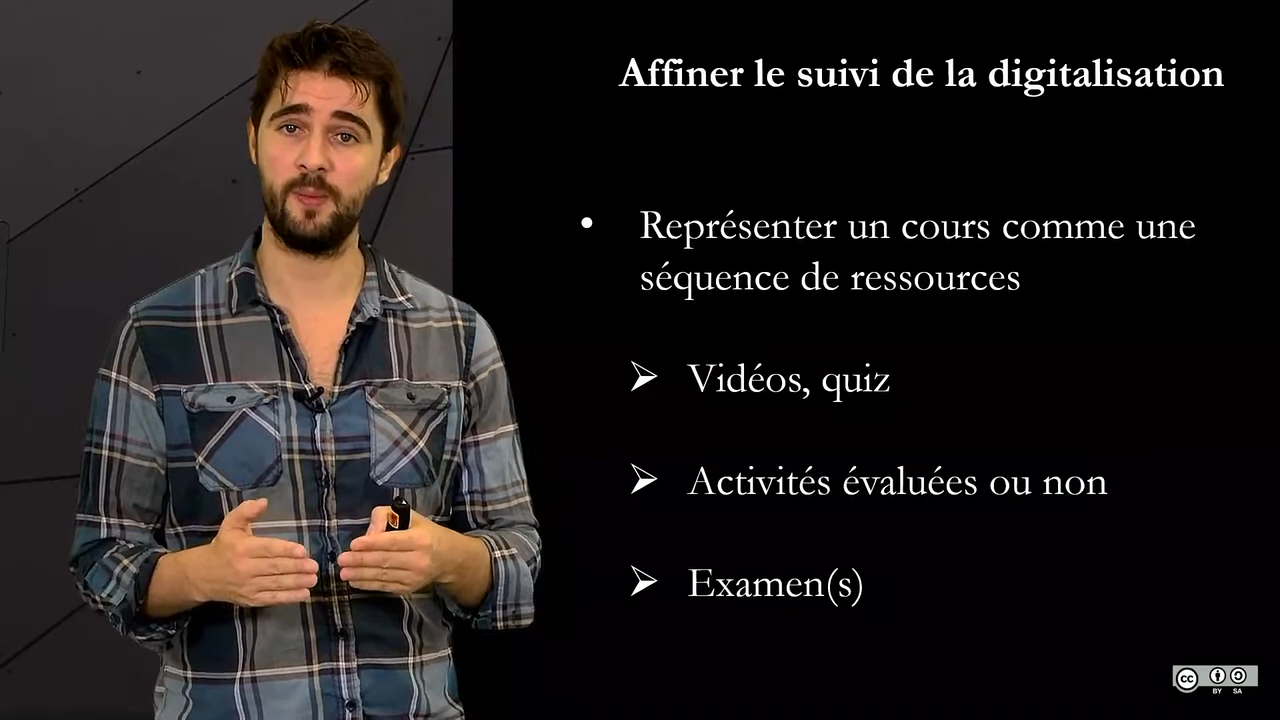 Affiner le suivi de la digitalisation
• Représenter un cours comme une
séquence de ressources
➢ Vidéos, quiz
➢ Activités évaluées ou non
➢ Examen(s)
cc BY SA